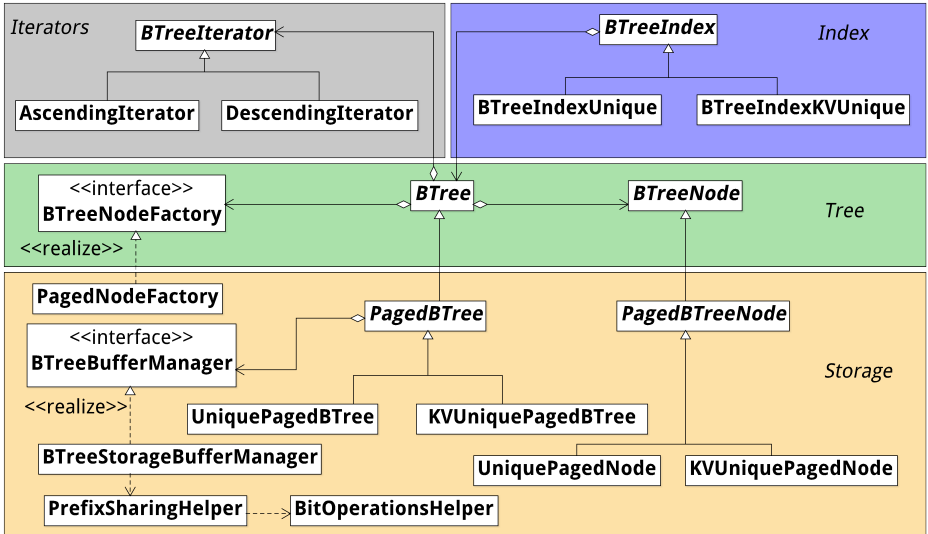 Iterators
BTreeIterator
AscendingIterator
DescendingIterator
BTreeIndex
Index
BTreeIndexUnique
BTreeIndexKVUnique
<<interface>>
BTreeNodeFactory
<<realize>>
BTree
BTreeNode
Tree
PagedNodeFactory
<<interface>>
BTreeBufferManager
<<realize>>
PagedBTree
PagedBTreeNode
Storage
UniquePagedBTree
KVUniquePagedBTree
BTreeStorageBufferManager
UniquePagedNode
KVUniquePagedNode
PrefixSharingHelper
BitOperationsHelper